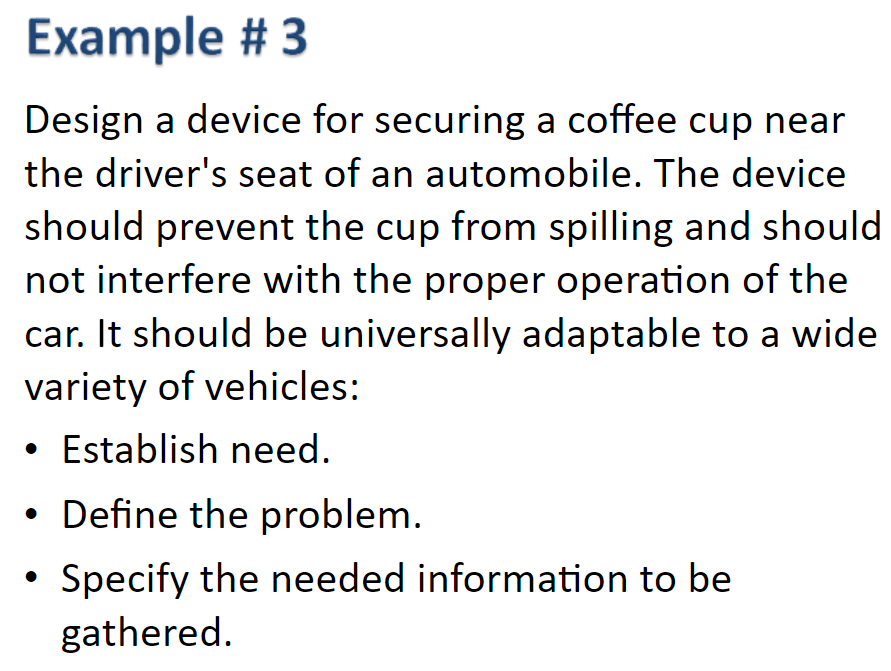 Example # 3
Design a device for securing a coffee cup near
the driver's seat of an automobile. The device
should prevent the cup from spilling and should
not interfere with the proper operation of the
car. It should be universally adaptable to a wide
variety of vehicles:
• Establish need.
• Define the problem.
• Specify the needed information to be
gathered.